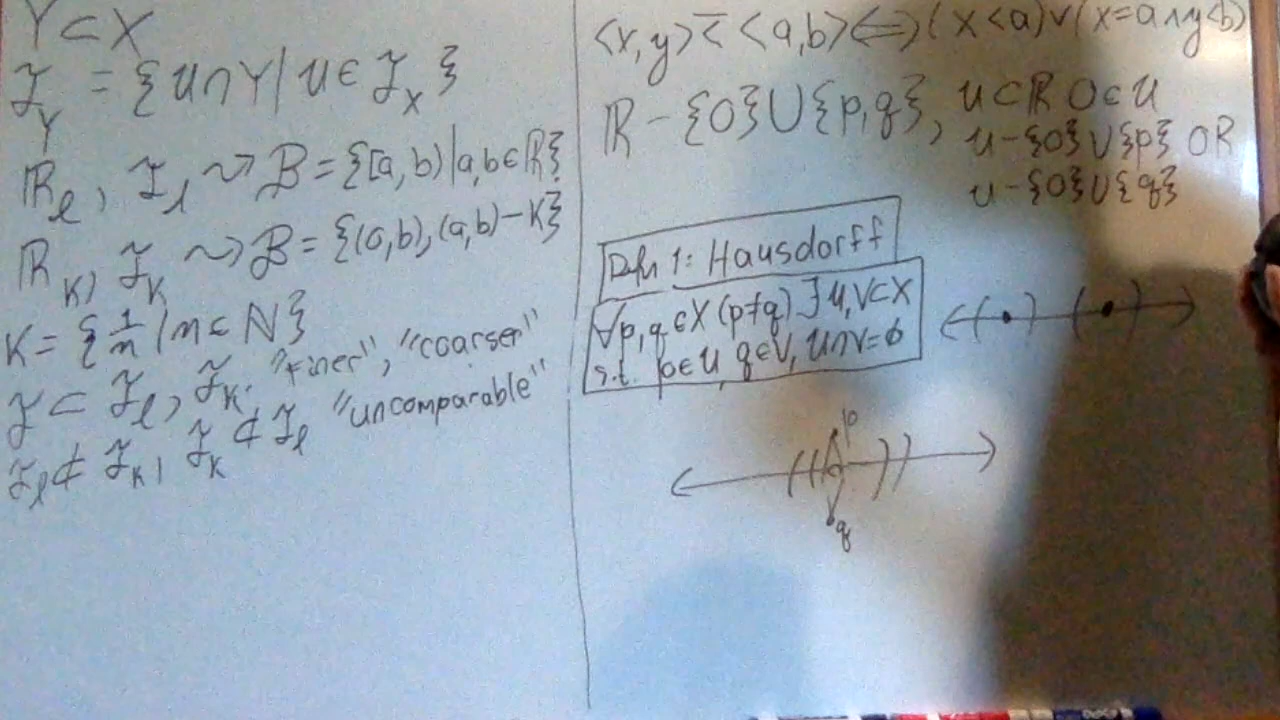 Y ⊂ X
𝒯_Y = {U∩Y | U ∈ 𝒯_X}
ℝ_ℓ, 𝒯_ℓ ⇝ ℬ = {[a, b) | a, b ∈ ℝ}
ℝ_K, 𝒯_K ⇝ ℬ = {(a, b), (a, b) - K}
K = {1/n | n ∈ ℕ}
𝒯 ⊂ 𝒯_ℓ, 𝒯_K. "finer", "coarser"
𝒯_ℓ ⊄ 𝒯_K, 𝒯_K ⊄ 𝒯_ℓ "uncomparable"
<x, y> < <a, b> ⟺ (x < a) ∨ (x = a ∧ y < b)
ℝ - {0} ∪ {p, q}, U ⊂ ℝ 0 ∈ U
U - {0} ∪ {p} OR
U - {0} ∪ {q}
Defn 1: Hausdorff
∀p, q ∈ X (p ≠ q) ∃ U, V ⊂ X
s.t. p ∈ U, q ∈ V, U∩V = ∅
p
q